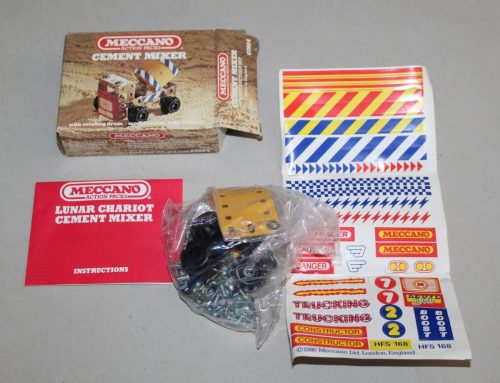 MECCANO
ACTION PACKS
CEMENT MIXER
with rotating drum
MECCANO
CEMENT MIXER
MECCANO
ACTION PACKS
LUNAR CHARIOT
CEMENT MIXER
INSTRUCTIONS
MECCANO
MECCANO
DANGER
TRUCKING
TRUCKING
CONSTRUCTOR
CONSTRUCTOR
7
7
2
2
M
BOOST
BOOST
HFS 168
HFS 168
© 1980 Meccano Ltd, London, England.